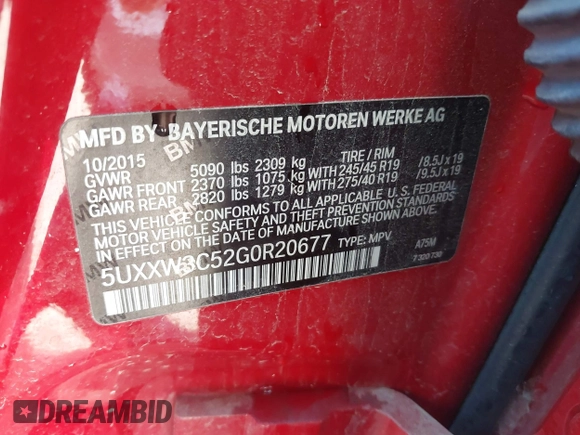 MFD BY BAYERISCHE MOTOREN WERKE AG
10/2015
GVWR 5090 lbs 2309 kg TIRE / RIM
GAWR FRONT 2370 lbs 1075 kg WITH 245/45 R19 / 8.5J x 19
GAWR REAR 2820 lbs 1279 kg WITH 275/40 R19 / 9.5J x 19
THIS VEHICLE CONFORMS TO ALL APPLICABLE U.S. FEDERAL
MOTOR VEHICLE SAFETY AND THEFT PREVENTION STANDARDS
IN EFFECT ON THE DATE OF MANUFACTURE SHOWN ABOVE.
5UXXW3C52G0R20677 TYPE: MPV A75M
7 320 730
DREAMBID